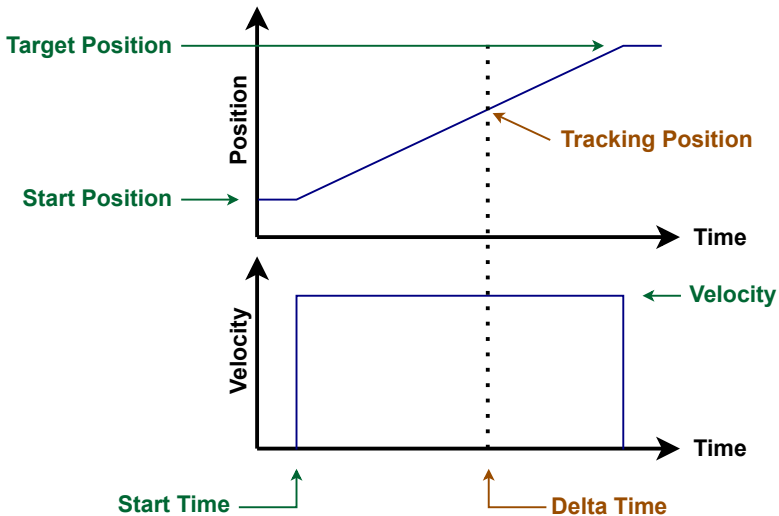 Target Position
Position
Tracking Position
Start Position
Time
Velocity
Velocity
Time
Start Time
Delta Time